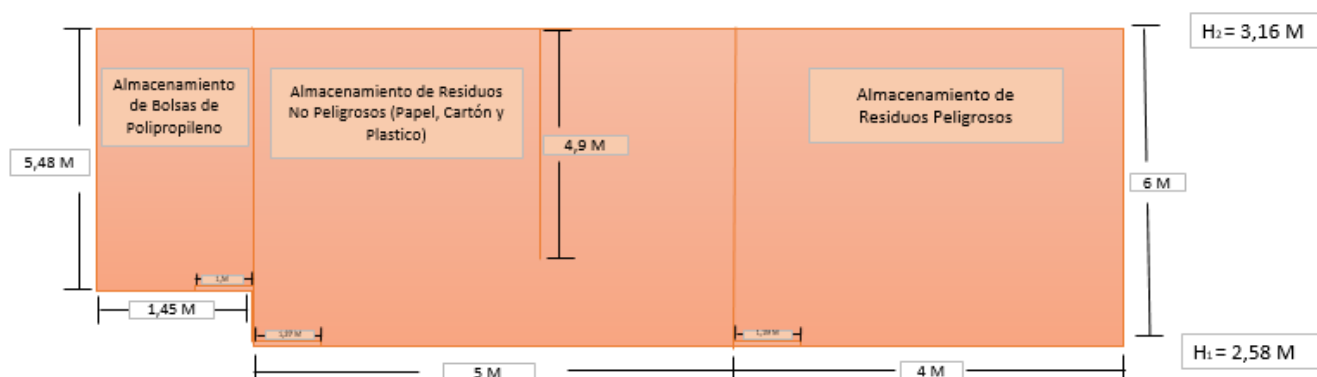 H₂ = 3,16 M
Almacenamiento
de Bolsas de
Polipropileno
Almacenamiento de Residuos
No Peligrosos (Papel, Cartón y
Plastico)
Almacenamiento de
Residuos Peligrosos
4,9 M
5,48 M
6 M
1,45 M
H₁ = 2,58 M
5 M
4 M